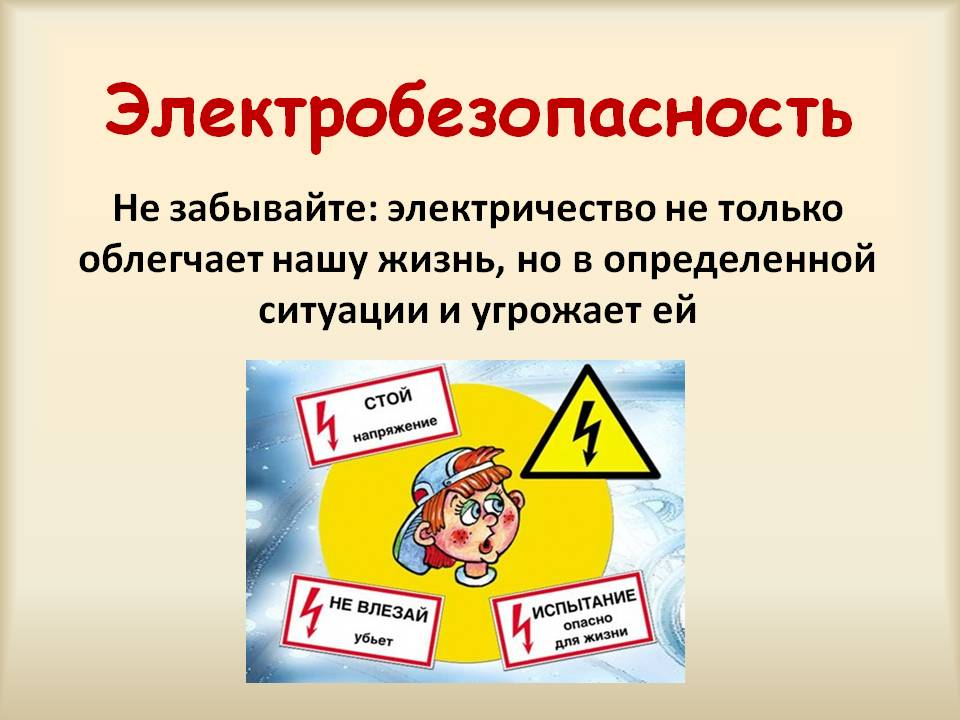 Электробезопасность
Не забывайте: электричество не только
облегчает нашу жизнь, но в определенной
ситуации и угрожает ей
СТОЙ
напряжение
НЕ ВЛЕЗАЙ
убьет
ИСПЫТАНИЕ
опасно
для жизни